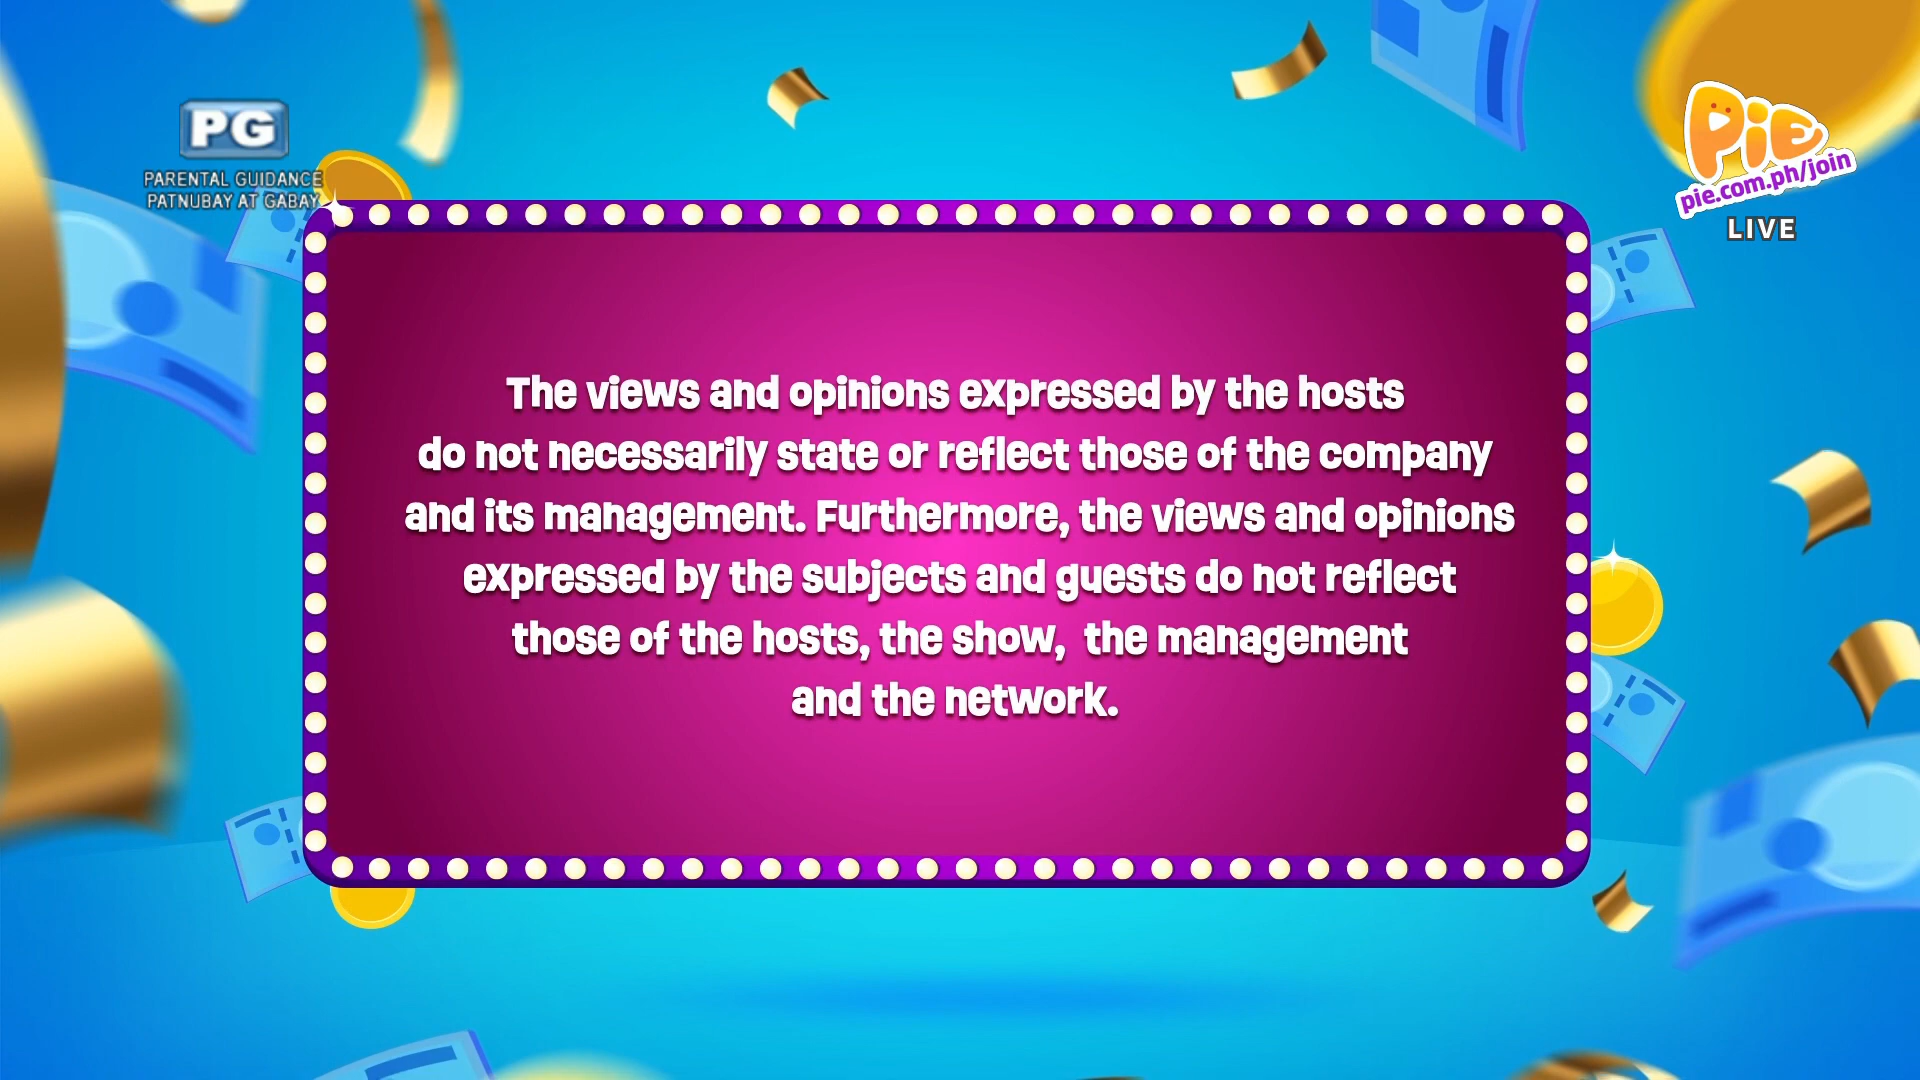 PG
PARENTAL GUIDANCE
PATNUBAY AT GABAY
PiE
pie.com.ph/join
LIVE
The views and opinions expressed by the hosts
do not necessarily state or reflect those of the company
and its management. Furthermore, the views and opinions
expressed by the subjects and guests do not reflect
those of the hosts, the show,  the management
and the network.